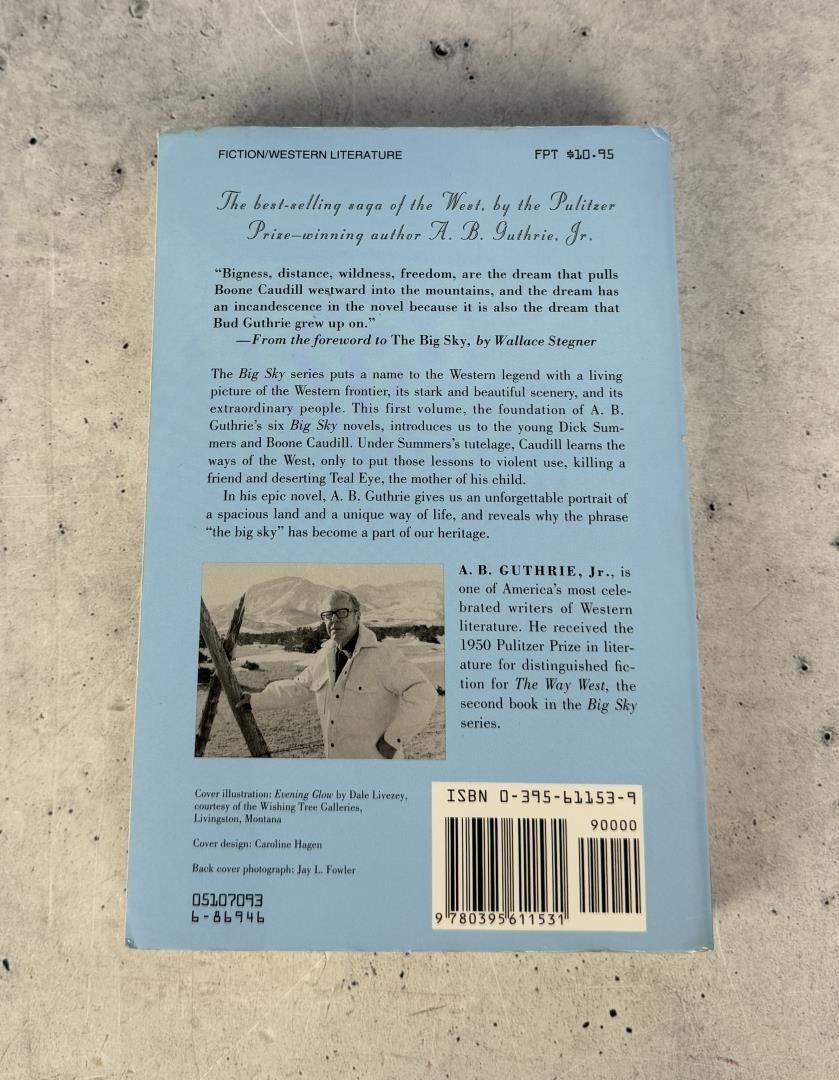 FICTION/WESTERN LITERATURE FPT $10.95
The best-selling saga of the West, by the Pulitzer
Prize–winning author A. B. Guthrie, Jr.
“Bigness, distance, wildness, freedom, are the dream that pulls
Boone Caudill westward into the mountains, and the dream has
an incandescence in the novel because it is also the dream that
Bud Guthrie grew up on.”
—From the foreword to The Big Sky, by Wallace Stegner
The Big Sky series puts a name to the Western legend with a living
picture of the Western frontier, its stark and beautiful scenery, and its
extraordinary people. This first volume, the foundation of A. B.
Guthrie's six Big Sky novels, introduces us to the young Dick Sum-
mers and Boone Caudill. Under Summers's tutelage, Caudill learns the
ways of the West, only to put those lessons to violent use, killing a
friend and deserting Teal Eye, the mother of his child.
In his epic novel, A. B. Guthrie gives us an unforgettable portrait of
a spacious land and a unique way of life, and reveals why the phrase
“the big sky” has become a part of our heritage.
A. B. GUTHRIE, Jr., is
one of America's most cele-
brated writers of Western
literature. He received the
1950 Pulitzer Prize in liter-
ature for distinguished fic-
tion for The Way West, the
second book in the Big Sky
series.
Cover illustration: Evening Glow by Dale Livezey,
courtesy of the Wishing Tree Galleries,
Livingston, Montana
Cover design: Caroline Hagen
Back cover photograph: Jay L. Fowler
05107093
6-86946
ISBN 0-395-61153-9
90000
9 780395 611531